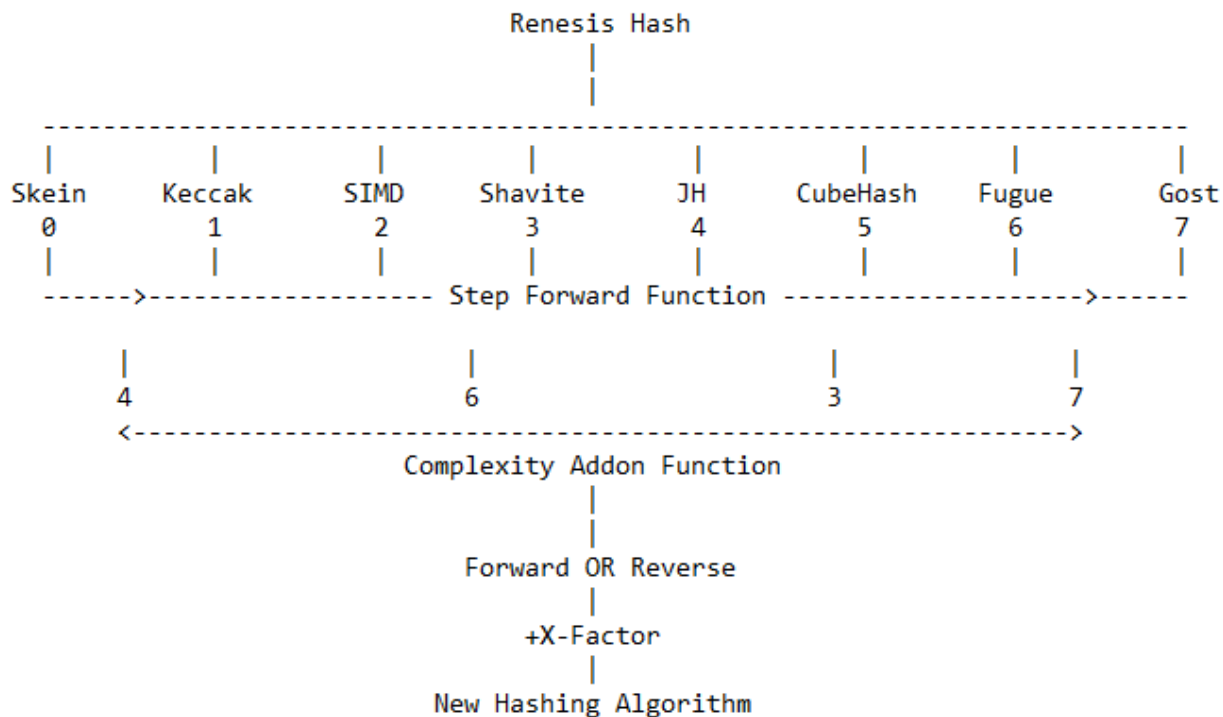 Renesis Hash
|
|
-----------------------------------------------------------------------------
| | | | | | | |
Skein Keccak SIMD Shavite JH CubeHash Fugue Gost
0 1 2 3 4 5 6 7
| | | | | | | |
------>------------------- Step Forward Function -------------------->------
| | | |
4 6 3 7
<-------------------------------------------------------------->
Complexity Addon Function
|
|
Forward OR Reverse
|
+X-Factor
|
New Hashing Algorithm